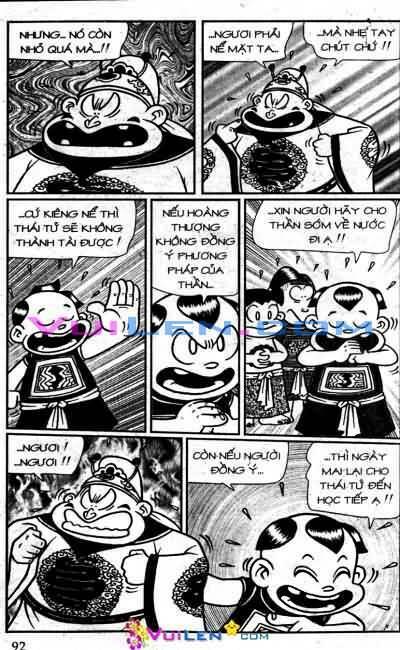 NHƯNG... NÓ CÒN
NHỎ QUÁ MÀ...!!
...NGƯƠI PHẢI
NỂ MẶT TA...
...MÀ NHẸ TAY
CHÚT CHỨ!
...CỨ KIÊNG NỂ THÌ
THÁI TỬ SẼ KHÔNG
THÀNH TÀI ĐƯỢC!
NẾU HOÀNG
THƯỢNG
KHÔNG ĐỒNG
Ý PHƯƠNG
PHÁP CỦA
THẦN...
...XIN NGƯỜI HÃY CHO
THẦN SỚM VỀ NƯỚC
ĐI Ạ!
VUILEN.COM
...NGƯƠI!
NGƯƠI!!
CÒN NẾU NGƯỜI
ĐỒNG Ý...
...THÌ NGÀY
MAI LẠI CHO
THÁI TỬ ĐẾN
HỌC TIẾP Ạ!!
92
VUILEN.COM